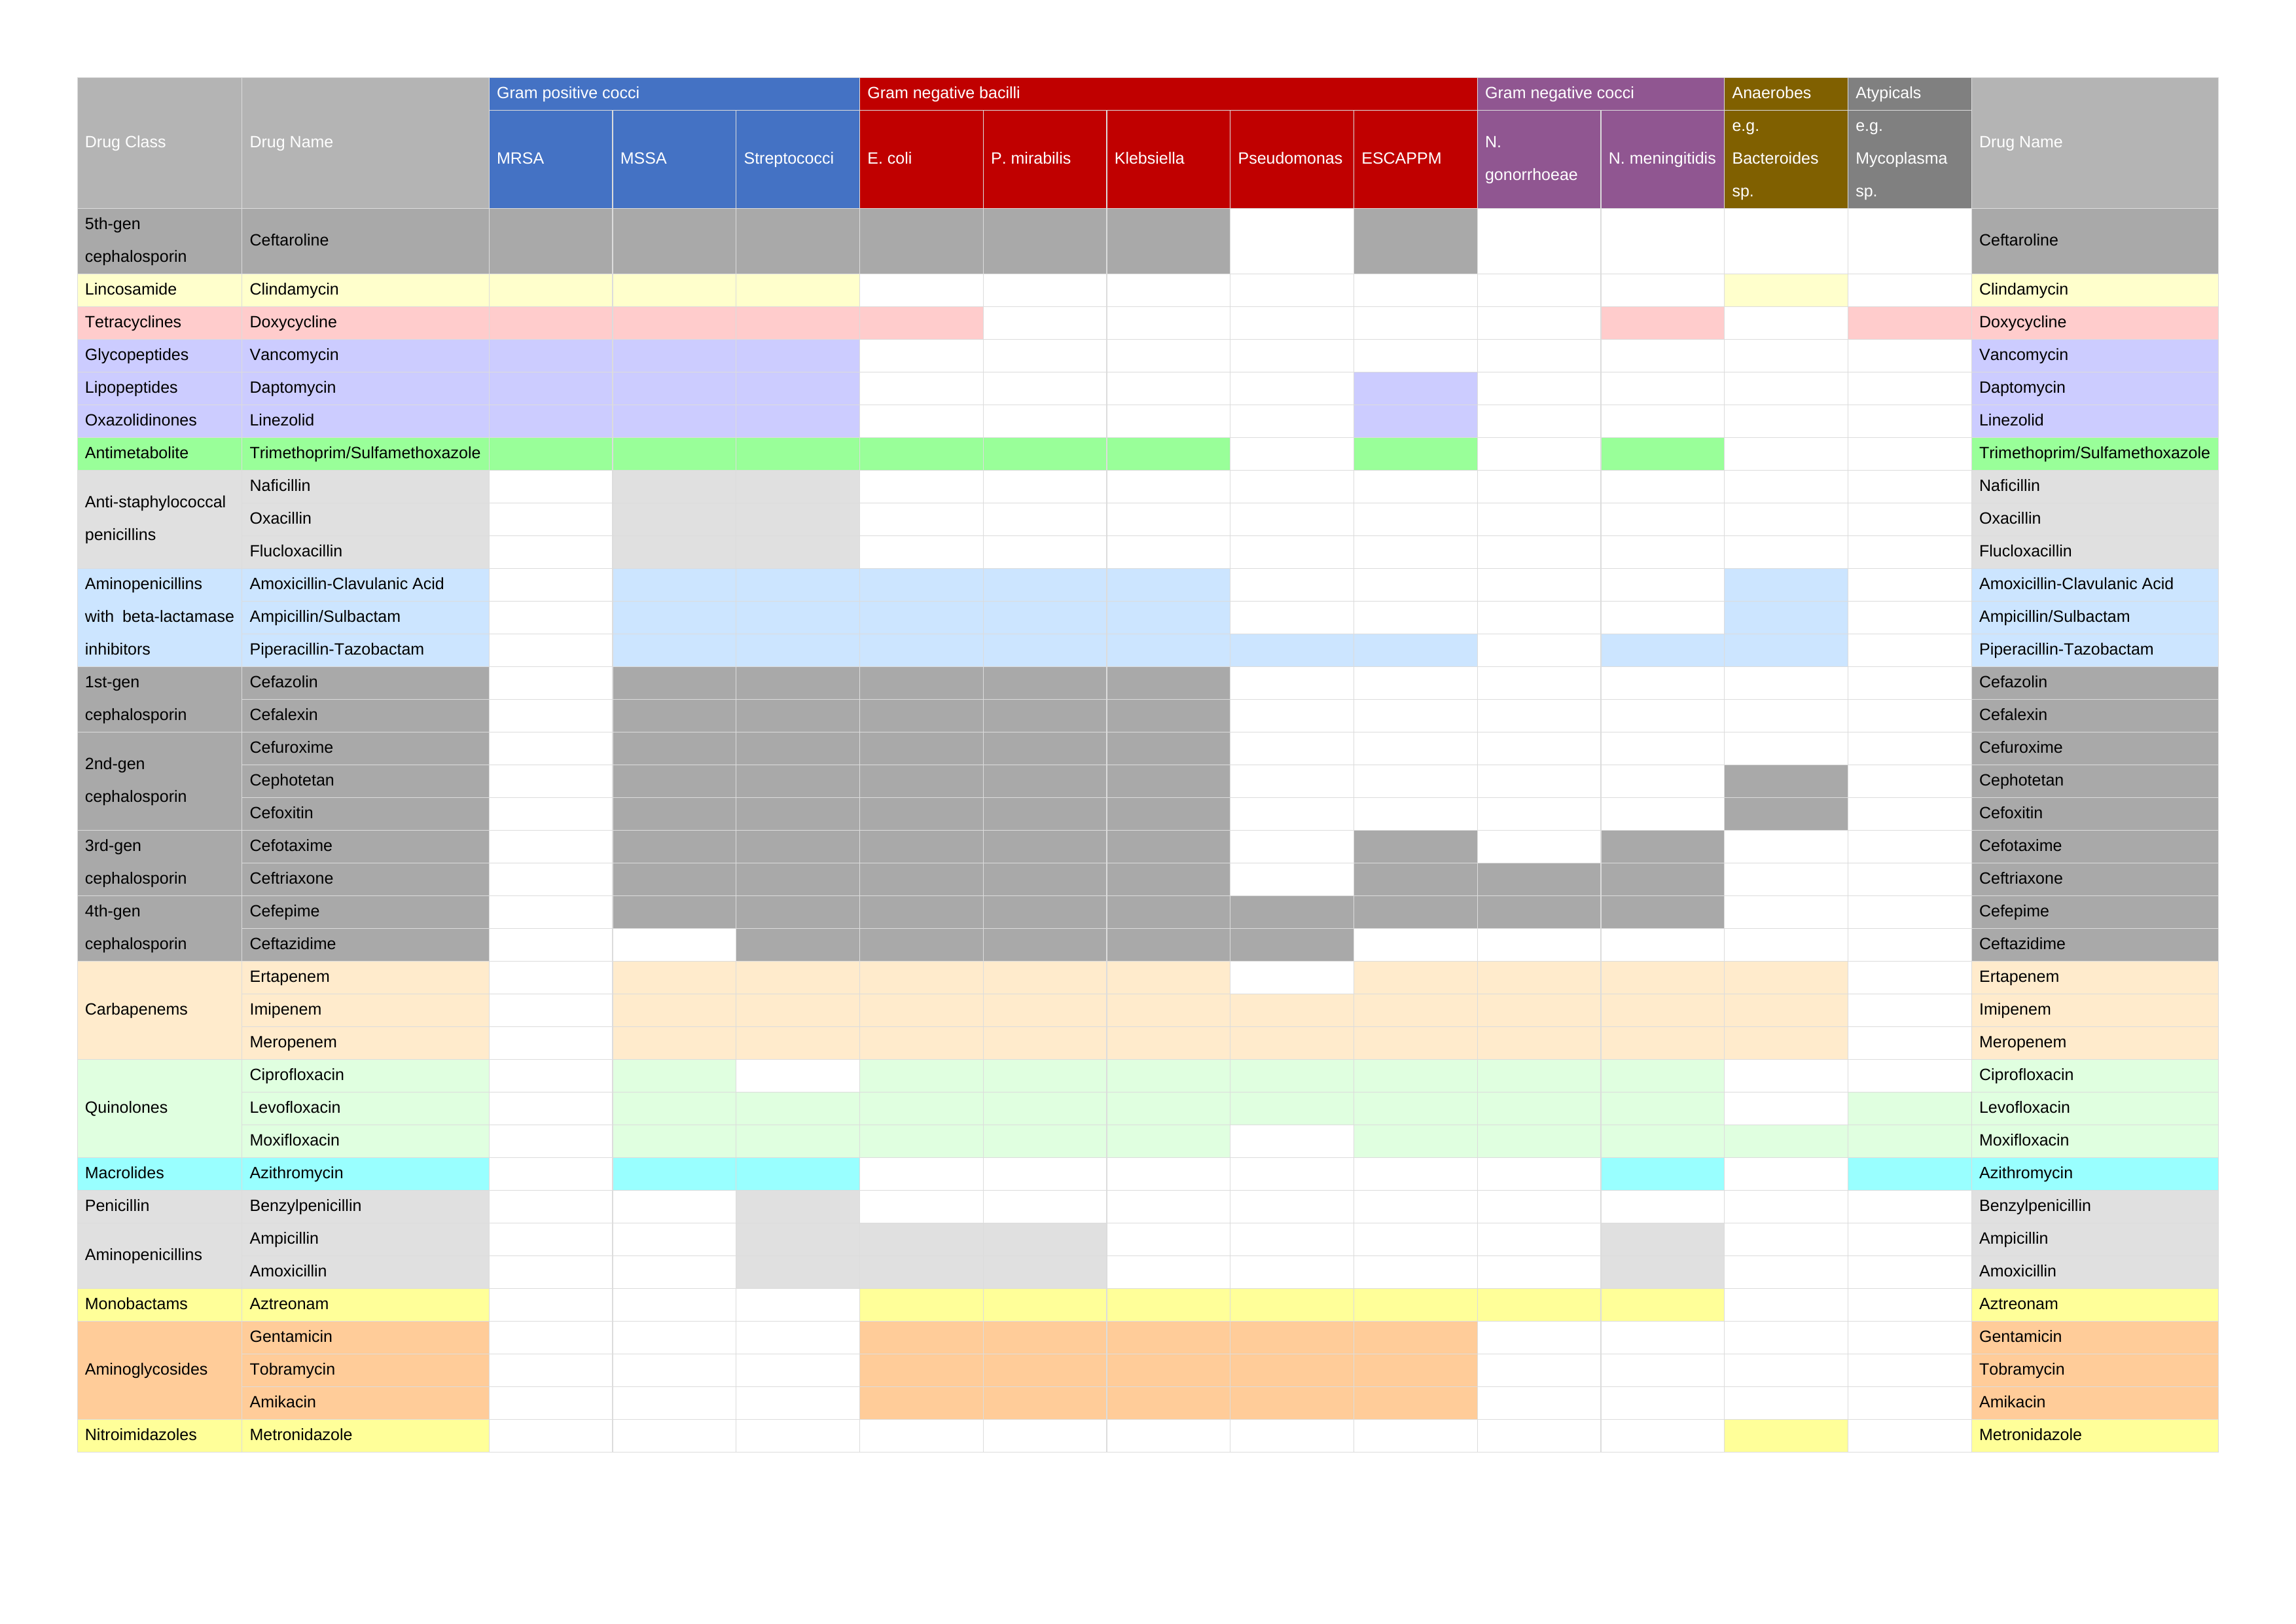 Drug Class
Drug Name
Gram positive cocci
Gram negative bacilli
Gram negative cocci
Anaerobes
Atypicals
Drug Name
MRSA
MSSA
Streptococci
E. coli
P. mirabilis
Klebsiella
Pseudomonas
ESCAPPM
N.
gonorrhoeae
N. meningitidis
e.g.
Bacteroides
sp.
e.g.
Mycoplasma
sp.
5th-gen
cephalosporin
Ceftaroline
Ceftaroline
Lincosamide
Clindamycin
Clindamycin
Tetracyclines
Doxycycline
Doxycycline
Glycopeptides
Vancomycin
Vancomycin
Lipopeptides
Daptomycin
Daptomycin
Oxazolidinones
Linezolid
Linezolid
Antimetabolite
Trimethoprim/Sulfamethoxazole
Trimethoprim/Sulfamethoxazole
Anti-staphylococcal
penicillins
Naficillin
Naficillin
Oxacillin
Oxacillin
Flucloxacillin
Flucloxacillin
Aminopenicillins
with beta-lactamase
inhibitors
Amoxicillin-Clavulanic Acid
Amoxicillin-Clavulanic Acid
Ampicillin/Sulbactam
Ampicillin/Sulbactam
Piperacillin-Tazobactam
Piperacillin-Tazobactam
1st-gen
cephalosporin
Cefazolin
Cefazolin
Cefalexin
Cefalexin
2nd-gen
cephalosporin
Cefuroxime
Cefuroxime
Cephotetan
Cephotetan
Cefoxitin
Cefoxitin
3rd-gen
cephalosporin
Cefotaxime
Cefotaxime
Ceftriaxone
Ceftriaxone
4th-gen
cephalosporin
Cefepime
Cefepime
Ceftazidime
Ceftazidime
Carbapenems
Ertapenem
Ertapenem
Imipenem
Imipenem
Meropenem
Meropenem
Quinolones
Ciprofloxacin
Ciprofloxacin
Levofloxacin
Levofloxacin
Moxifloxacin
Moxifloxacin
Macrolides
Azithromycin
Azithromycin
Penicillin
Benzylpenicillin
Benzylpenicillin
Aminopenicillins
Ampicillin
Ampicillin
Amoxicillin
Amoxicillin
Monobactams
Aztreonam
Aztreonam
Aminoglycosides
Gentamicin
Gentamicin
Tobramycin
Tobramycin
Amikacin
Amikacin
Nitroimidazoles
Metronidazole
Metronidazole